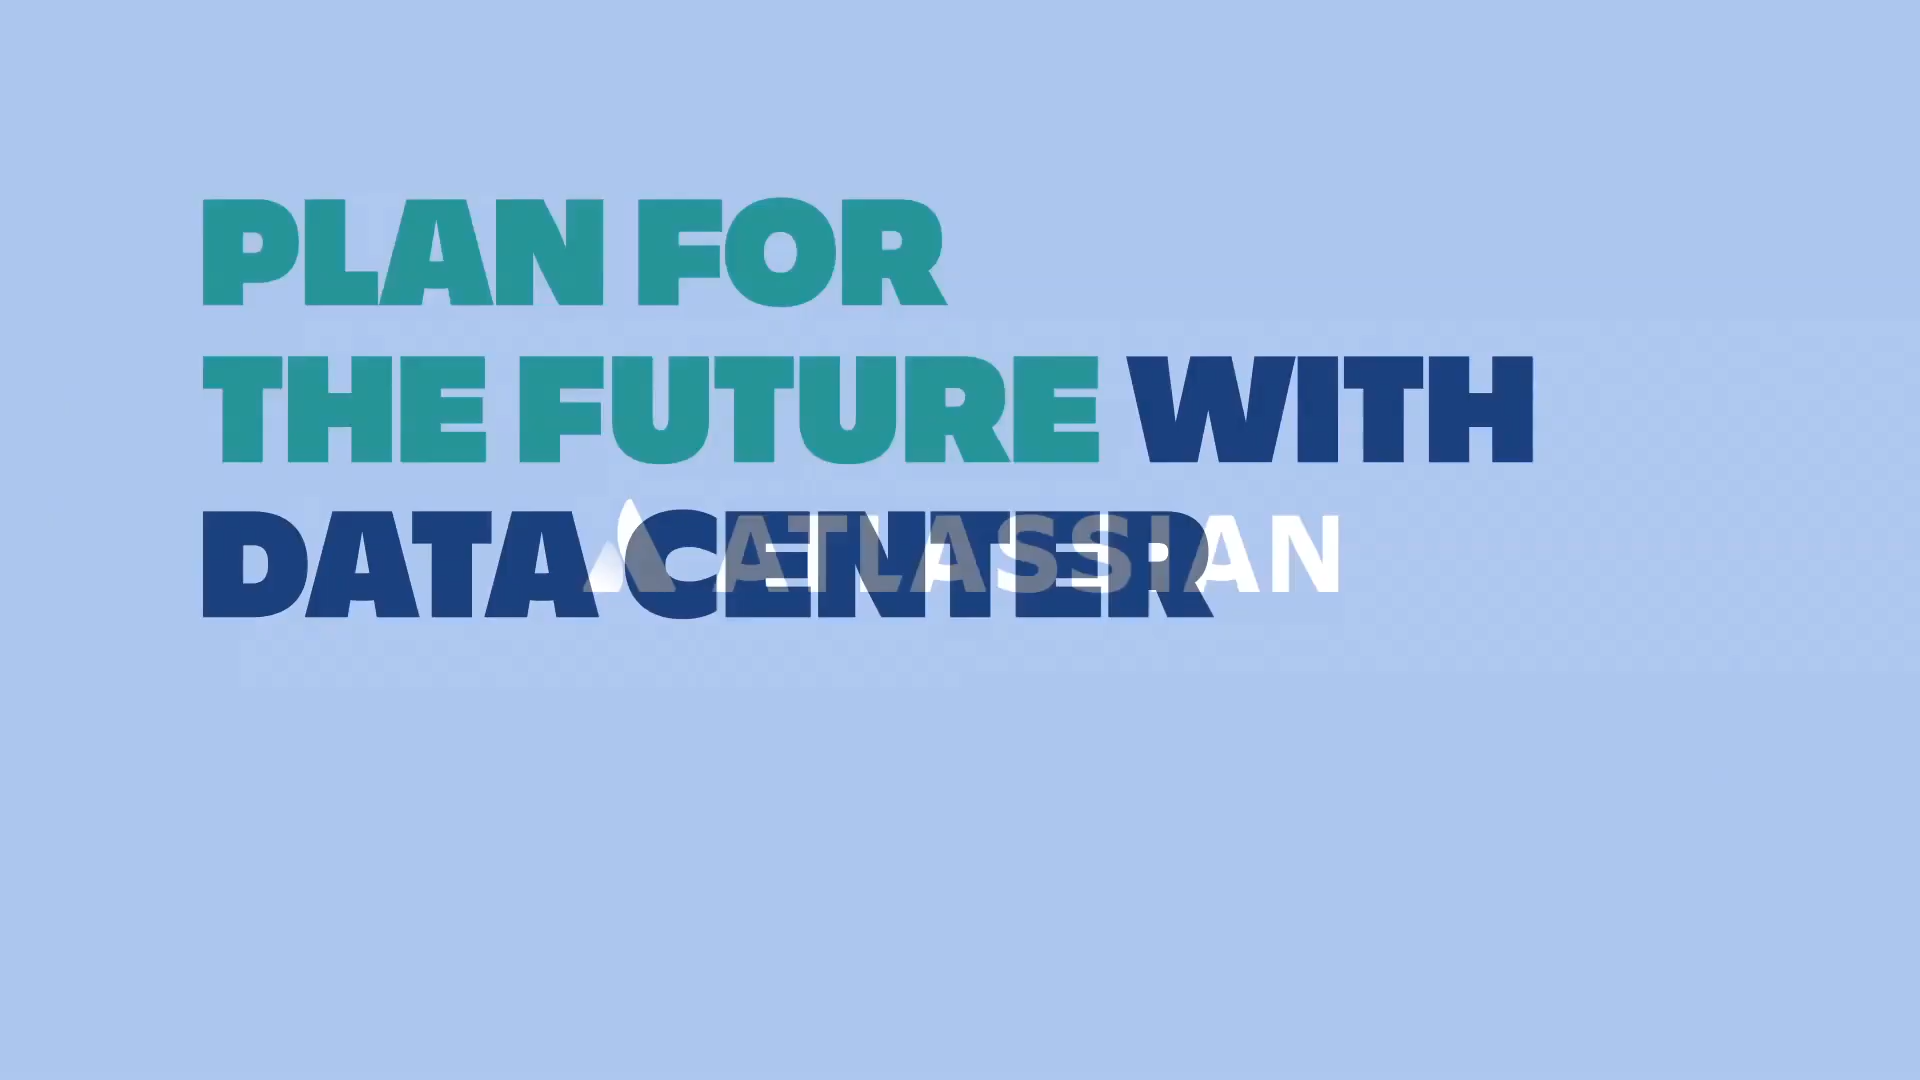 PLAN FOR
THE FUTURE WITH
DATA CENTER
ATLASSIAN